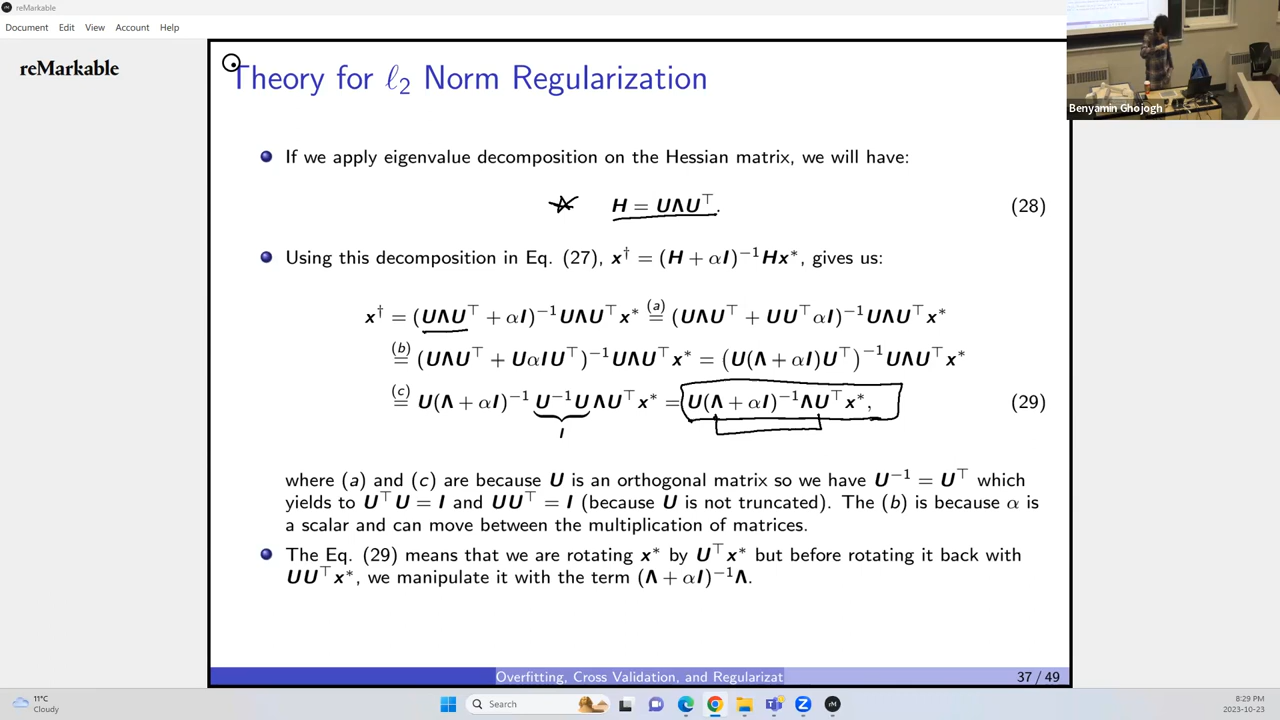 reMarkable
Document Edit View Account Help
reMarkable
Benyamin Ghojogh
Theory for ℓ₂ Norm Regularization
If we apply eigenvalue decomposition on the Hessian matrix, we will have:
H = UΛU⊤. (28)
Using this decomposition in Eq. (27), x† = (H + αI)⁻¹Hx*, gives us:
x† = (UΛU⊤ + αI)⁻¹UΛU⊤x* (a)= (UΛU⊤ + UU⊤αI)⁻¹UΛU⊤x*
(b)= (UΛU⊤ + UαIU⊤)⁻¹UΛU⊤x* = (U(Λ + αI)U⊤)⁻¹UΛU⊤x*
(c)= U(Λ + αI)⁻¹ U⁻¹U ΛU⊤x* = U(Λ + αI)⁻¹ΛU⊤x*, (29)
I
where (a) and (c) are because U is an orthogonal matrix so we have U⁻¹ = U⊤ which
yields to U⊤U = I and UU⊤ = I (because U is not truncated). The (b) is because α is
a scalar and can move between the multiplication of matrices.
The Eq. (29) means that we are rotating x* by U⊤x* but before rotating it back with
UU⊤x*, we manipulate it with the term (Λ + αI)⁻¹Λ.
Overfitting, Cross Validation, and Regularizat 37 / 49
11°C
Cloudy
Search
8:29 PM
2023-10-23